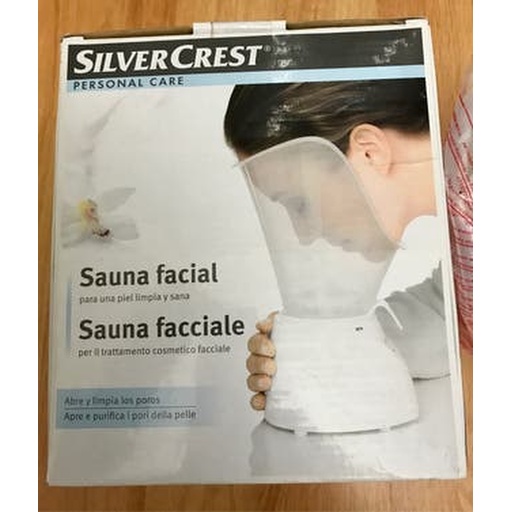 SILVERCREST®
PERSONAL CARE
Sauna facial
para una piel limpia y sana
Sauna facciale
per il trattamento cosmetico facciale
Abre y limpia los poros
Apre e purifica i pori della pelle